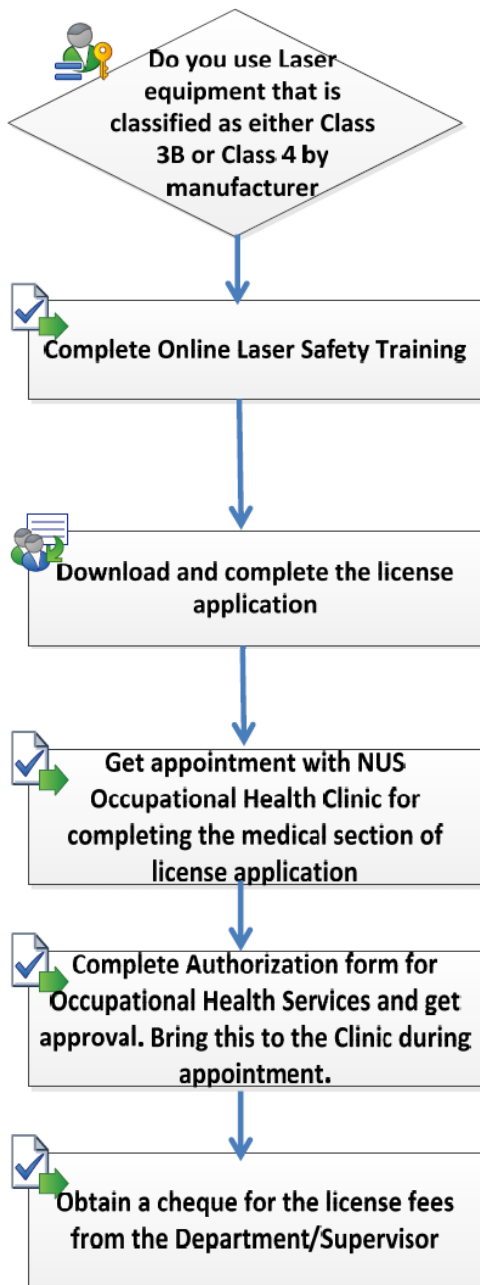 Do you use Laser
equipment that is
classified as either Class
3B or Class 4 by
manufacturer
Complete Online Laser Safety Training
Download and complete the license
application
Get appointment with NUS
Occupational Health Clinic for
completing the medical section of
license application
Complete Authorization form for
Occupational Health Services and get
approval. Bring this to the Clinic during
appointment.
Obtain a cheque for the license fees
from the Department/Supervisor